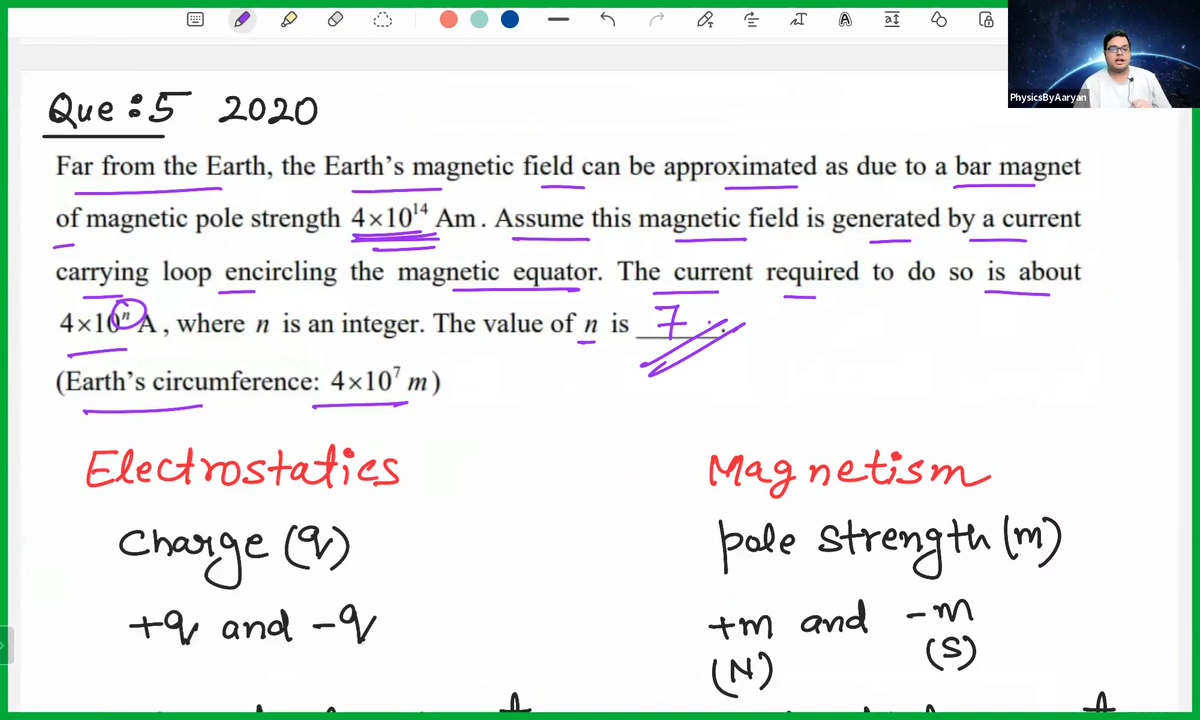 PhysicsByAaryan
Que : 5 2020
Far from the Earth, the Earth's magnetic field can be approximated as due to a bar magnet
of magnetic pole strength 4×10¹⁴ Am. Assume this magnetic field is generated by a current
carrying loop encircling the magnetic equator. The current required to do so is about
4×10ⁿ A, where n is an integer. The value of n is 7.
(Earth's circumference: 4×10⁷ m)
Electrostatics Magnetism
Charge (q) pole strength (m)
+q and -q +m and -m
(N) (S)